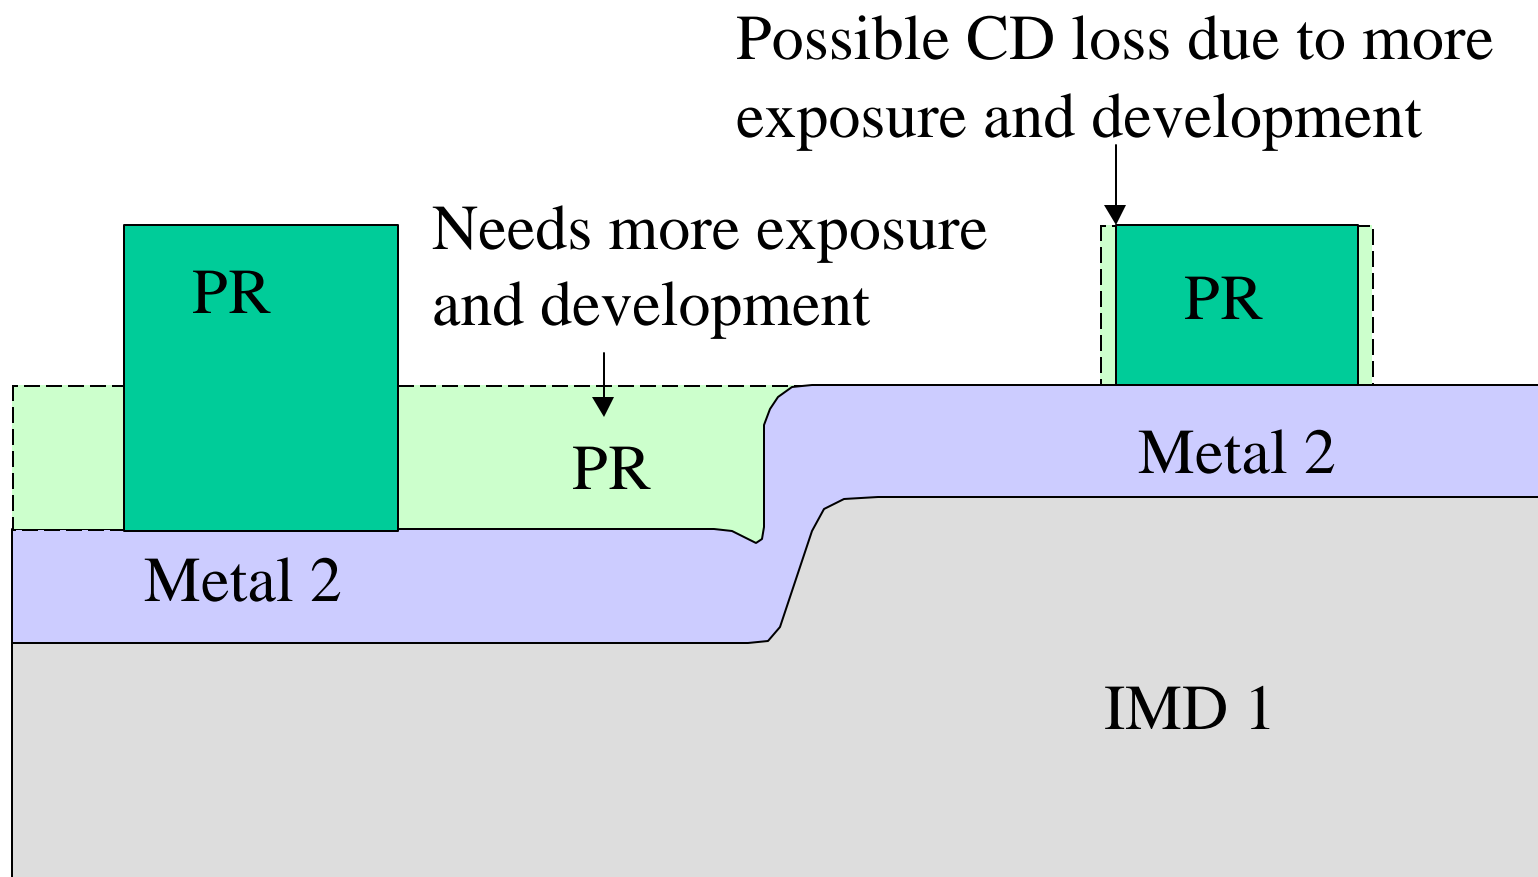 Possible CD loss due to more
exposure and development
Needs more exposure
and development
PR
PR
PR
Metal 2
Metal 2
IMD 1